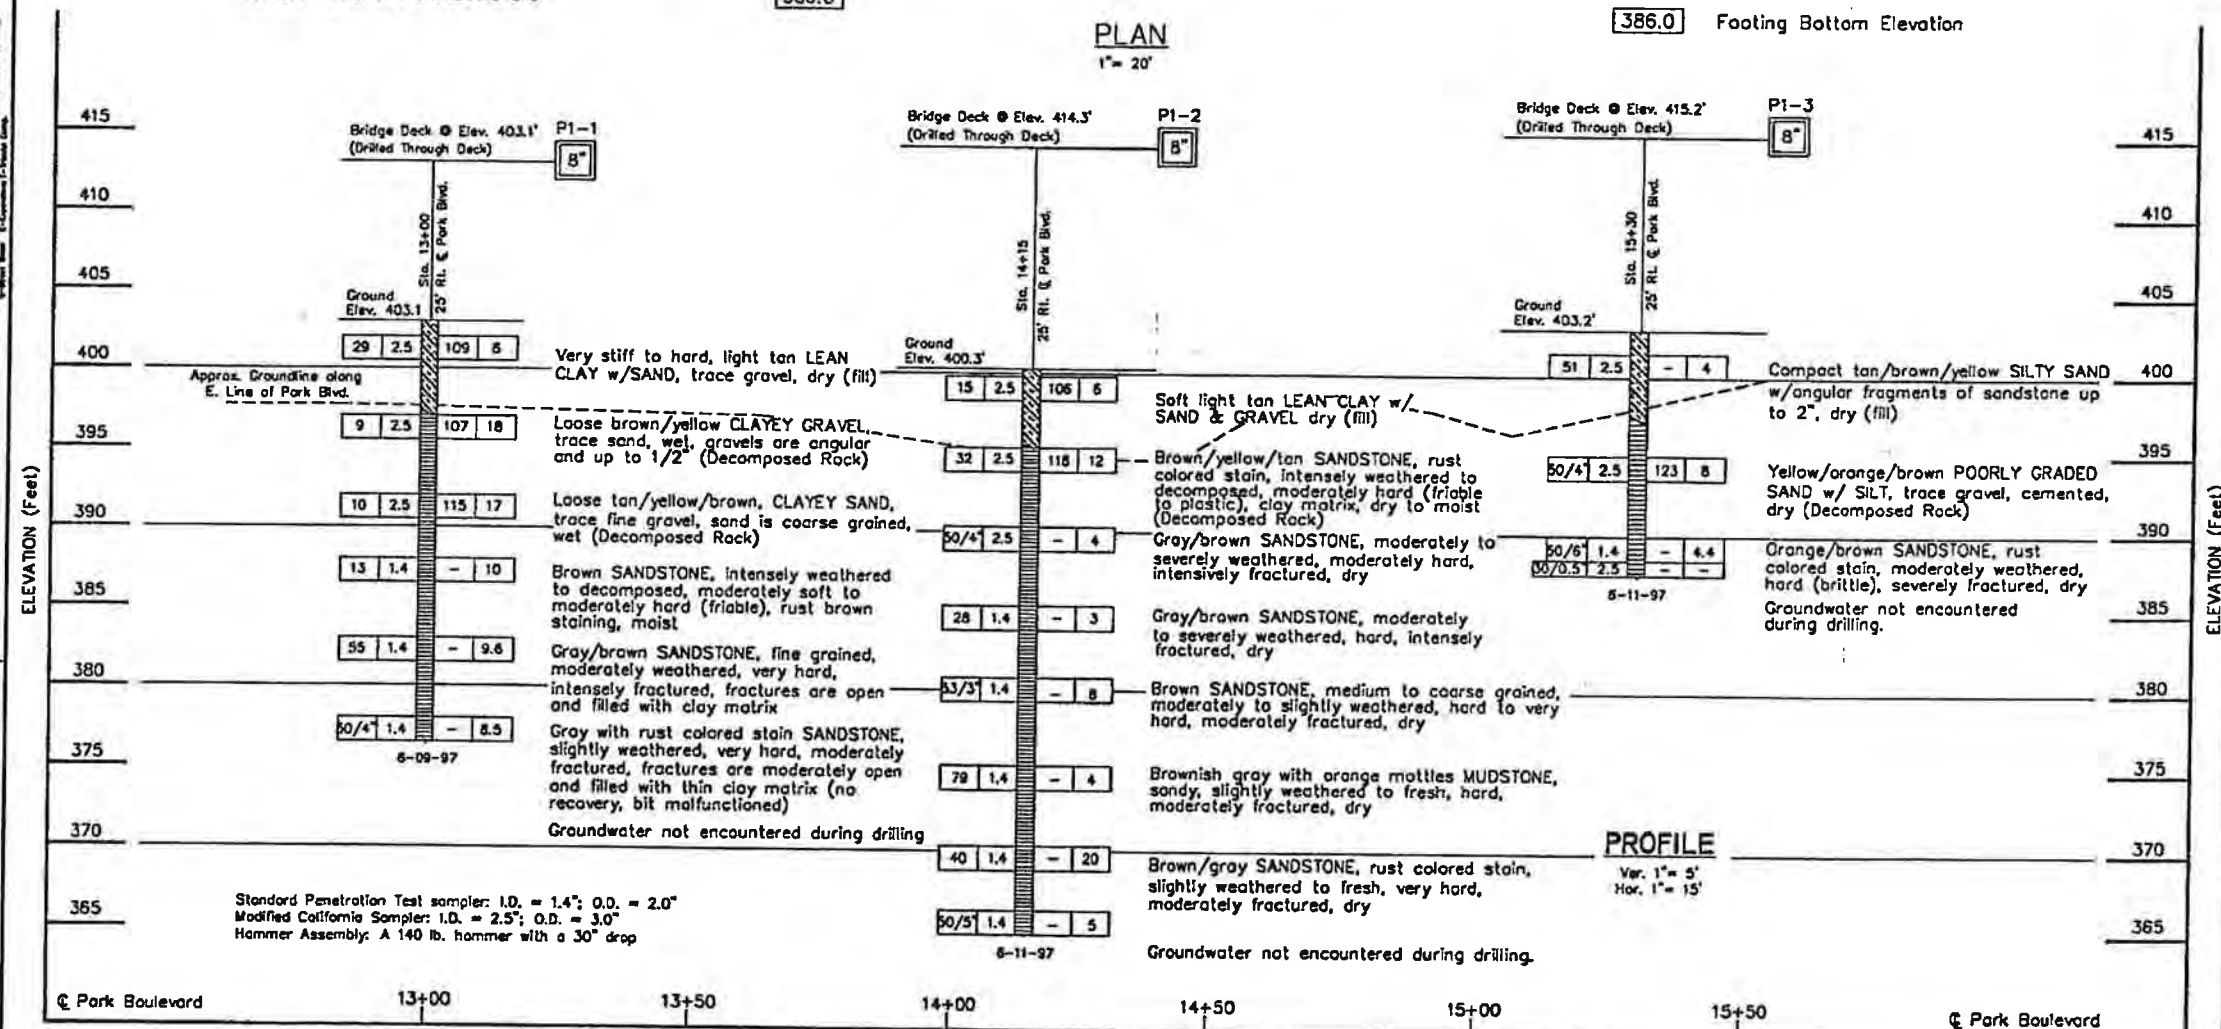 386.0 Footing Bottom Elevation
PLAN
1"= 20'
415
410
405
400
395
390
385
380
375
370
365
ELEVATION (Feet)
Bridge Deck @ Elev. 403.1' P1-1
(Drilled Through Deck)
8"
Sta. 13+00
25' Rt. ℄ Park Blvd.
Ground
Elev. 403.1
29 2.5 109 6
Approx. Groundline along
E. Line of Park Blvd.
9 2.5 107 18
10 2.5 115 17
13 1.4 - 10
55 1.4 - 9.6
50/4" 1.4 - 8.5
6-09-97
Very stiff to hard, light tan LEAN
CLAY w/SAND, trace gravel, dry (fill)
Loose brown/yellow CLAYEY GRAVEL,
trace sand, wet, gravels are angular
and up to 1/2" (Decomposed Rock)
Loose tan/yellow/brown, CLAYEY SAND,
trace fine gravel, sand is coarse grained,
wet (Decomposed Rock)
Brown SANDSTONE, intensely weathered
to decomposed, moderately soft to
moderately hard (friable), rust brown
staining, moist
Gray/brown SANDSTONE, fine grained,
moderately weathered, very hard,
intensely fractured, fractures are open
and filled with clay matrix
Gray with rust colored stain SANDSTONE,
slightly weathered, very hard, moderately
fractured, fractures are moderately open
and filled with thin clay matrix (no
recovery, bit malfunctioned)
Groundwater not encountered during drilling
Standard Penetration Test sampler: I.D. = 1.4"; O.D. = 2.0"
Modified California Sampler: I.D. = 2.5"; O.D. = 3.0"
Hammer Assembly: A 140 lb. hammer with a 30" drop
Bridge Deck @ Elev. 414.3' P1-2
(Drilled Through Deck)
8"
Sta. 14+15
25' Rt. ℄ Park Blvd.
Ground
Elev. 400.3'
15 2.5 106 6
32 2.5 118 12
50/4" 2.5 - 4
28 1.4 - 3
53/3" 1.4 - 8
79 1.4 - 4
40 1.4 - 20
50/5" 1.4 - 5
6-11-97
Soft light tan LEAN CLAY w/
SAND & GRAVEL dry (fill)
Brown/yellow/tan SANDSTONE, rust
colored stain, intensely weathered to
decomposed, moderately hard (friable
to plastic), clay matrix, dry to moist
(Decomposed Rock)
Gray/brown SANDSTONE, moderately to
severely weathered, moderately hard,
intensively fractured, dry
Gray/brown SANDSTONE, moderately
to severely weathered, hard, intensely
fractured, dry
Brown SANDSTONE, medium to coarse grained,
moderately to slightly weathered, hard to very
hard, moderately fractured, dry
Brownish gray with orange mottles MUDSTONE,
sandy, slightly weathered to fresh, hard,
moderately fractured, dry
Brown/gray SANDSTONE, rust colored stain,
slightly weathered to fresh, very hard,
moderately fractured, dry
Groundwater not encountered during drilling.
Bridge Deck @ Elev. 415.2' P1-3
(Drilled Through Deck)
8"
Sta. 15+30
25' Rt. ℄ Park Blvd.
Ground
Elev. 403.2'
51 2.5 - 4
50/4" 2.5 123 8
50/6" 1.4 - 4.4
30/0.5 2.5 - -
6-11-97
Compact tan/brown/yellow SILTY SAND
w/angular fragments of sandstone up
to 2", dry (fill)
Yellow/orange/brown POORLY GRADED
SAND w/ SILT, trace gravel, cemented,
dry (Decomposed Rock)
Orange/brown SANDSTONE, rust
colored stain, moderately weathered,
hard (brittle), severely fractured, dry
Groundwater not encountered
during drilling.
PROFILE
Ver. 1"= 5'
Hor. 1"= 15'
415
410
405
400
395
390
385
380
375
370
365
ELEVATION (Feet)
℄ Park Boulevard 13+00 13+50 14+00 14+50 15+00 15+50 ℄ Park Boulevard